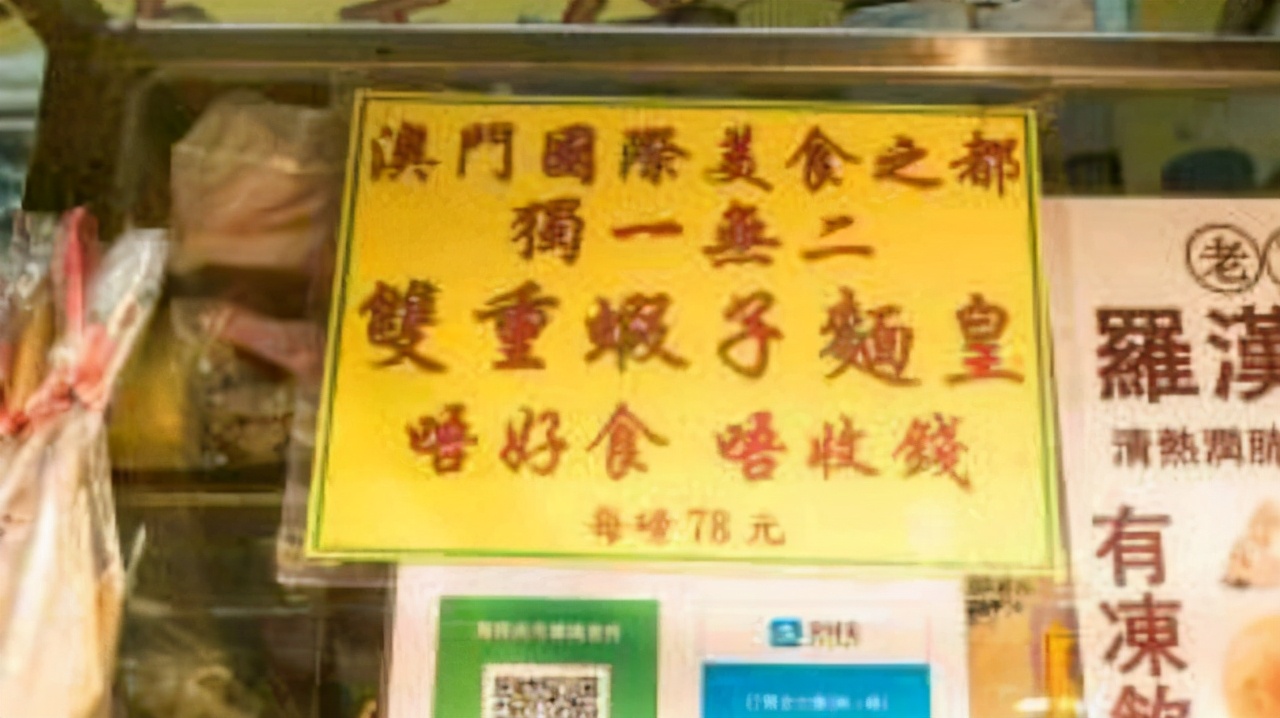 澳門國際美食之都
獨一無二
雙重蝦子麵皇
唔好食 唔收錢
每壇78元
老
羅漢
清熱潤肺
有凍飲